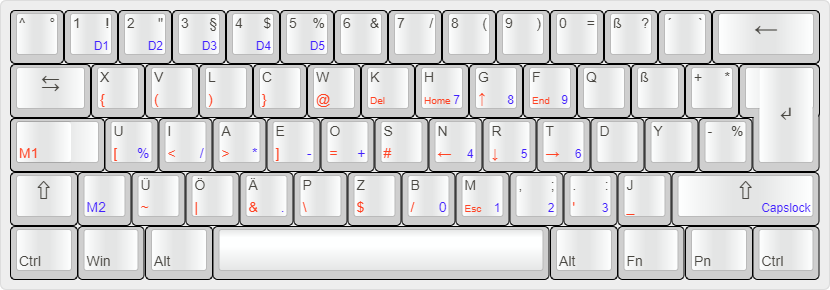 ^ ° 1 ! 2 " 3 § 4 $ 5 % 6 & 7 / 8 ( 9 ) 0 = ß ? ´ ` ←
D1 D2 D3 D4 D5
⇆ X V L C W K H G F Q ß + * ↵
{ ( ) } @ Del Home 7 ↑ 8 End 9
U I A E O S N R T D Y - %
M1 [ % < / > * ] - = + # ← 4 ↓ 5 → 6
⇧ Ü Ö Ä P Z B M , ; . : J ⇧
M2 ~ | & . \ $ / 0 Esc 1 2 ' 3 _ Capslock
Ctrl Win Alt Alt Fn Pn Ctrl